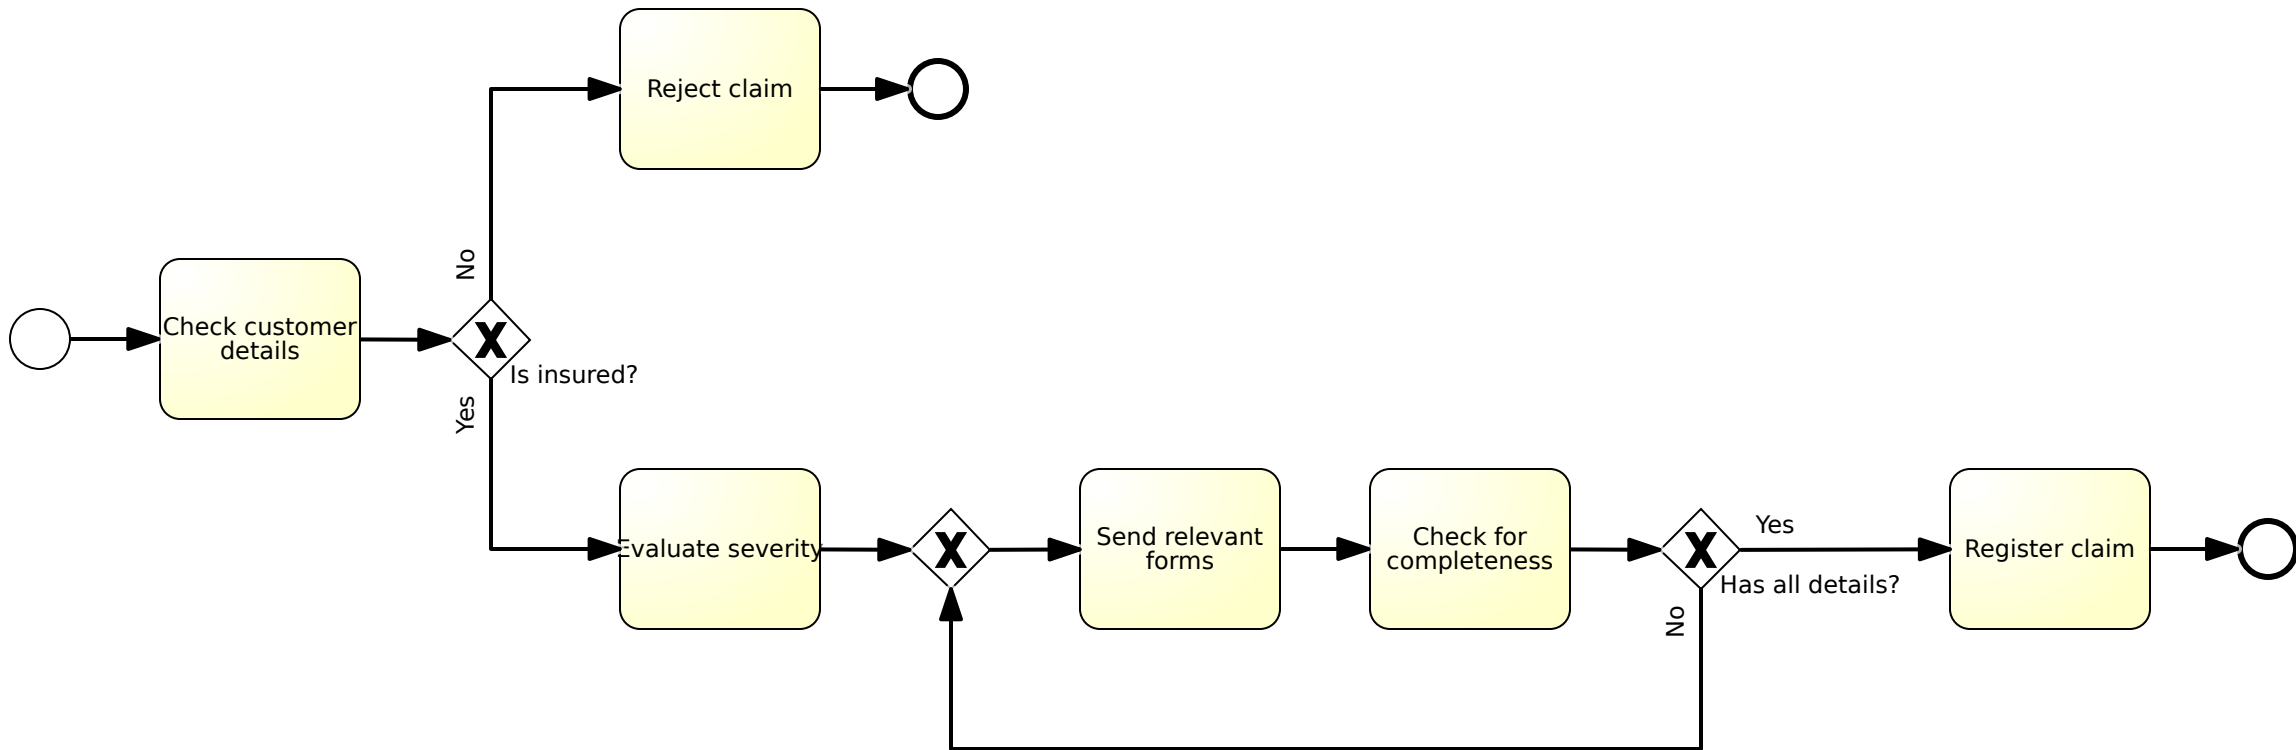 Reject claim
No
Check customer
details
Is insured?
Yes
Evaluate severity
Send relevant
forms
Check for
completeness
Yes
Has all details?
No
Register claim